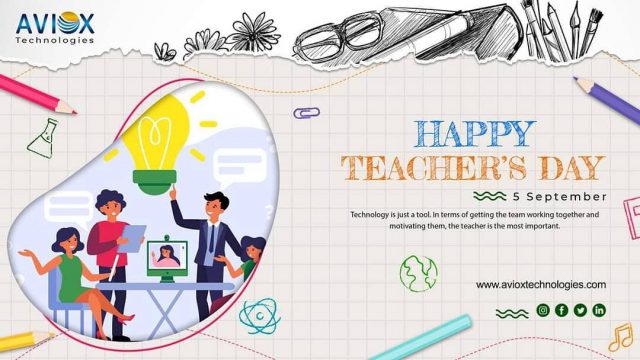 AVIOX
Technologies
HAPPY
TEACHER'S DAY
5 September
Technology is just a tool. In terms of getting the team working together and
motivating them, the teacher is the most important.
www.avioxtechnologies.com